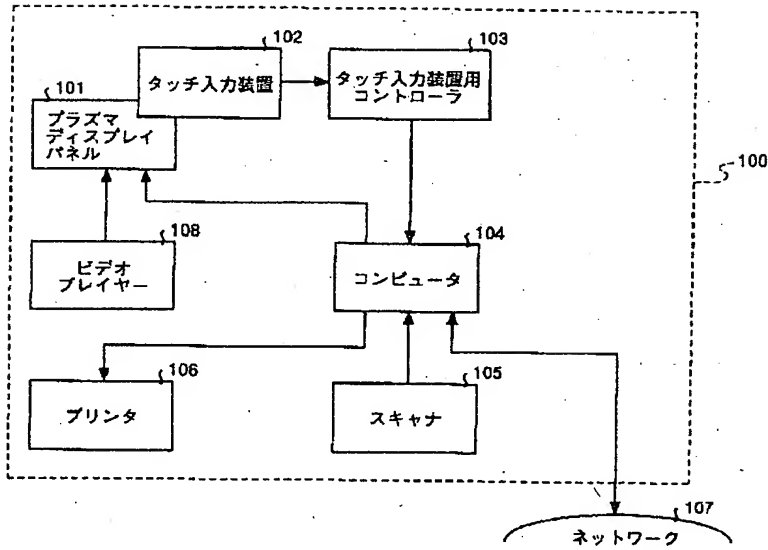 102
タッチ入力装置
103
タッチ入力装置用
コントローラ
101
プラズマ
ディスプレイ
パネル
100
108
ビデオ
プレイヤー
104
コンピュータ
106
プリンタ
105
スキャナ
107
ネットワーク